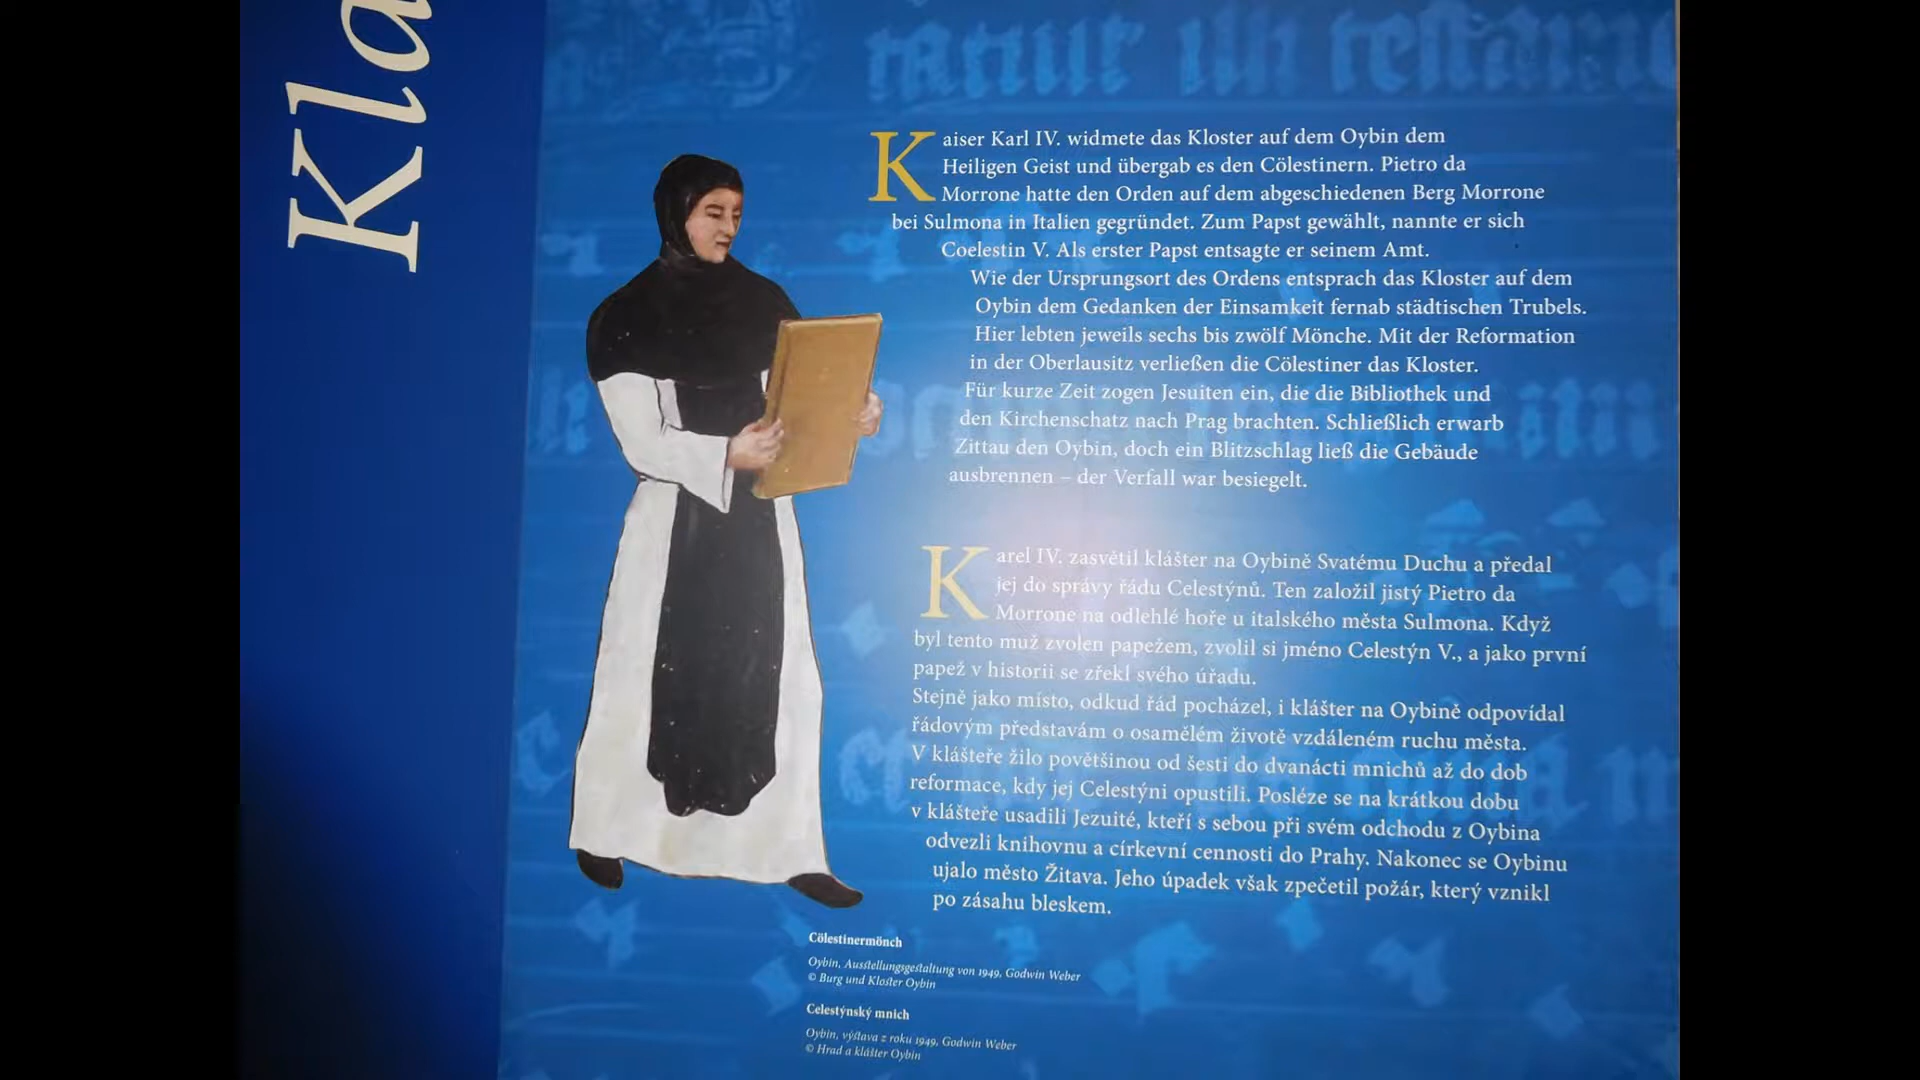 Kla
Kaiser Karl IV. widmete das Kloster auf dem Oybin dem
Heiligen Geist und übergab es den Cölestinern. Pietro da
Morrone hatte den Orden auf dem abgeschiedenen Berg Morrone
bei Sulmona in Italien gegründet. Zum Papst gewählt, nannte er sich
Coelestin V. Als erster Papst entsagte er seinem Amt.
Wie der Ursprungsort des Ordens entsprach das Kloster auf dem
Oybin dem Gedanken der Einsamkeit fernab städtischen Trubels.
Hier lebten jeweils sechs bis zwölf Mönche. Mit der Reformation
in der Oberlausitz verließen die Cölestiner das Kloster.
Für kurze Zeit zogen Jesuiten ein, die die Bibliothek und
den Kirchenschatz nach Prag brachten. Schließlich erwarb
Zittau den Oybin, doch ein Blitzschlag ließ die Gebäude
ausbrennen – der Verfall war besiegelt.
Karel IV. zasvětil klášter na Oybině Svatému Duchu a předal
jej do správy řádu Celestýnů. Ten založil jistý Pietro da
Morrone na odlehlé hoře u italského města Sulmona. Když
byl tento muž zvolen papežem, zvolil si jméno Celestýn V., a jako první
papež v historii se zřekl svého úřadu.
Stejně jako místo, odkud řád pocházel, i klášter na Oybině odpovídal
řádovým představám o osamělém životě vzdáleném ruchu města.
V klášteře žilo povětšinou od šesti do dvanácti mnichů až do dob
reformace, kdy jej Celestýni opustili. Posléze se na krátkou dobu
v klášteře usadili Jezuité, kteří s sebou při svém odchodu z Oybina
odvezli knihovnu a církevní cennosti do Prahy. Nakonec se Oybinu
ujalo město Žitava. Jeho úpadek však zpečetil požár, který vznikl
po zásahu bleskem.
Cölestinermönch
Oybin, Ausstellungsgestaltung von 1949, Godwin Weber
© Burg und Kloster Oybin
Celestýnský mnich
Oybin, výstava z roku 1949, Godwin Weber
© Hrad a klášter Oybin